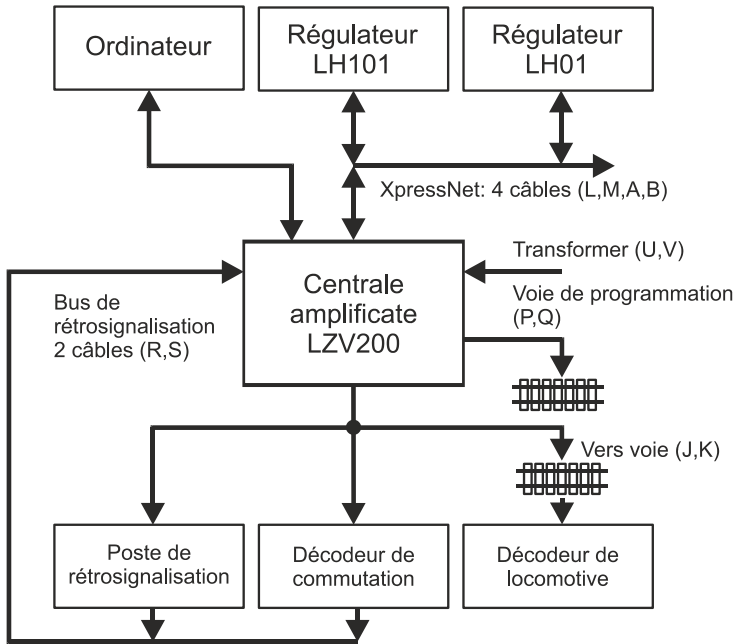 Ordinateur
Régulateur
LH101
Régulateur
LH01
XpressNet: 4 câbles (L,M,A,B)
Centrale
amplificate
LZV200
Transformer (U,V)
Voie de programmation
(P,Q)
Bus de
rétrosignalisation
2 câbles (R,S)
Vers voie (J,K)
Poste de
rétrosignalisation
Décodeur de
commutation
Décodeur de
locomotive